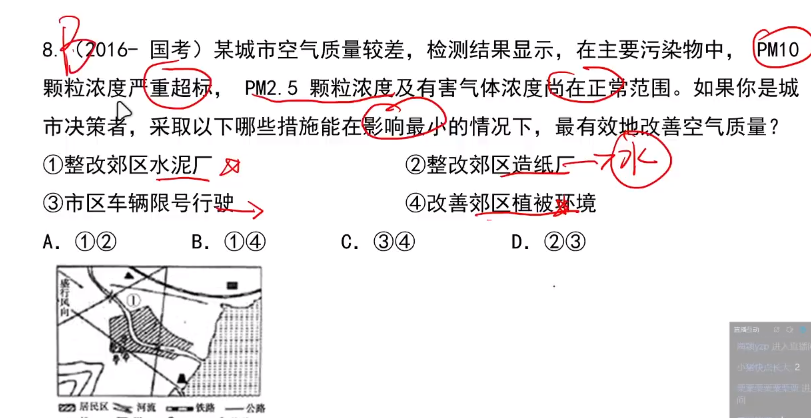 8. B（2016- 国考）某城市空气质量较差，检测结果显示，在主要污染物中， PM10
颗粒浓度严重超标， PM2.5 颗粒浓度及有害气体浓度尚在正常范围。如果你是城
市决策者，采取以下哪些措施能在影响最小的情况下，最有效地改善空气质量？
①整改郊区水泥厂 ②整改郊区造纸厂 水
③市区车辆限号行驶 ④改善郊区植被环境
A. ①② B. ①④ C. ③④ D. ②③
盛行风向
①
居民区 河流 铁路 公路